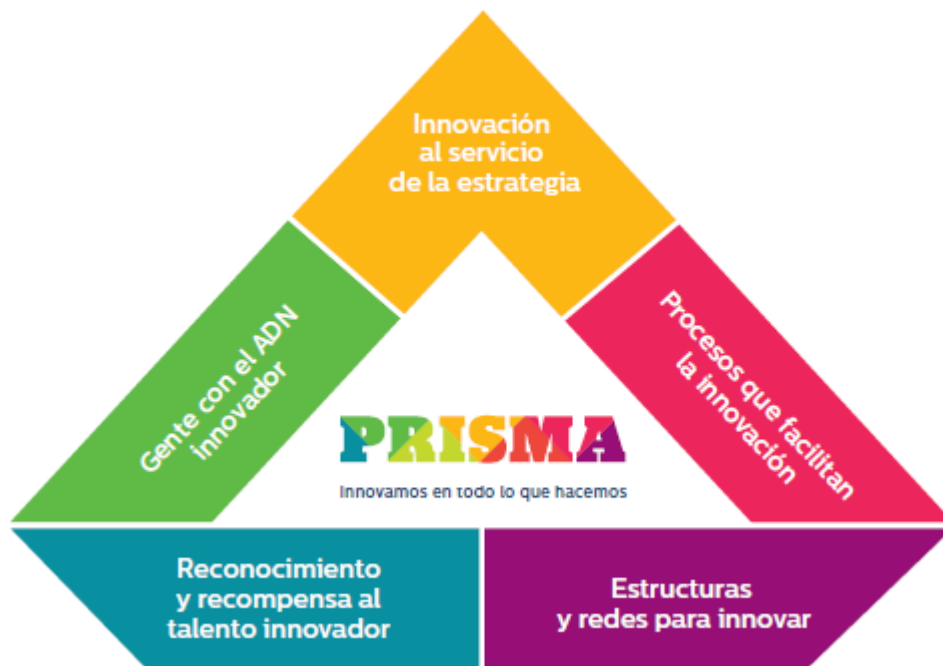 Innovación
al servicio
de la estrategia
Gente con el ADN
innovador
Procesos que facilitan
la innovación
PRISMA
Innovamos en todo lo que hacemos
Reconocimiento
y recompensa al
talento innovador
Estructuras
y redes para innovar